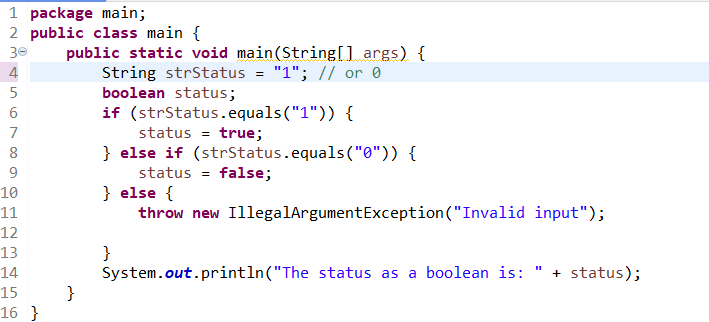 1 package main;
2 public class main {
3 public static void main(String[] args) {
4 String strStatus = "1"; // or 0
5 boolean status;
6 if (strStatus.equals("1")) {
7 status = true;
8 } else if (strStatus.equals("0")) {
9 status = false;
10 } else {
11 throw new IllegalArgumentException("Invalid input");
12
13 }
14 System.out.println("The status as a boolean is: " + status);
15 }
16 }